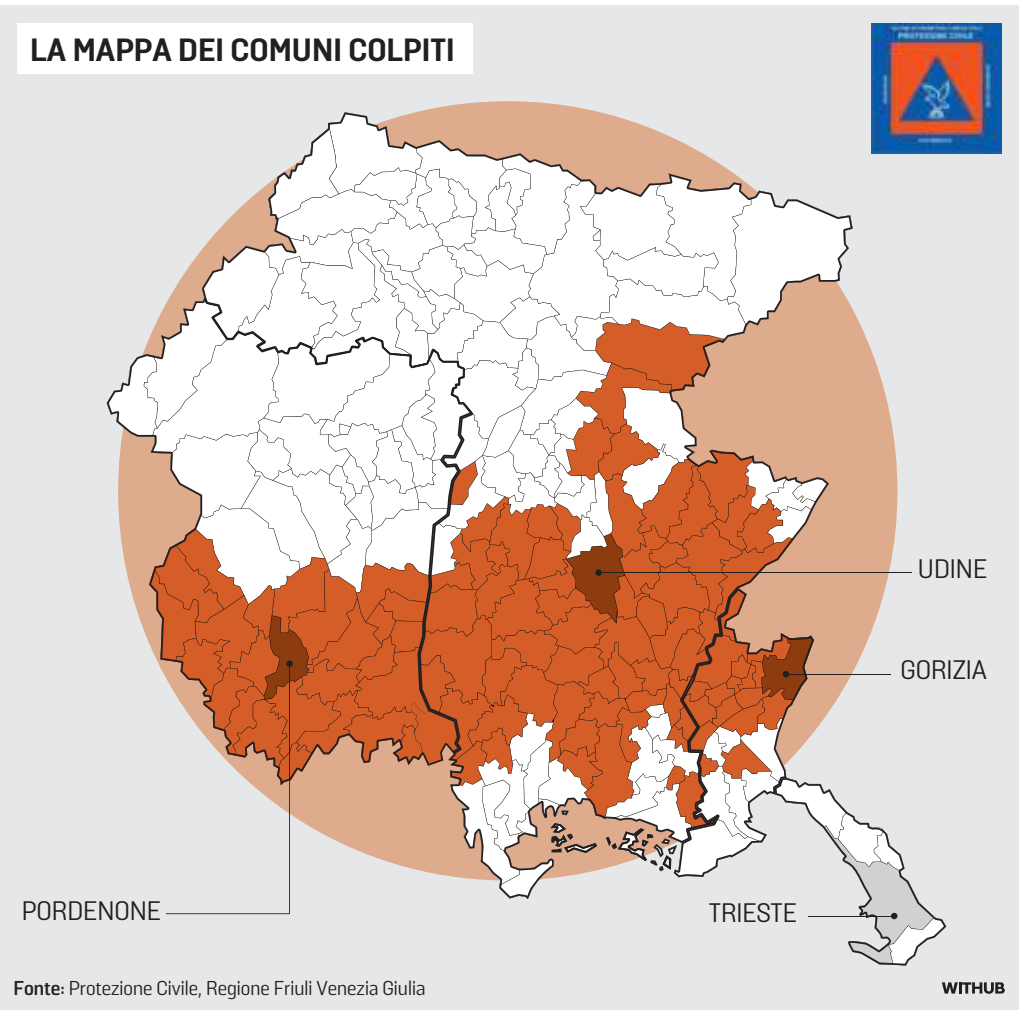 LA MAPPA DEI COMUNI COLPITI
PROTEZIONE CIVILE
UDINE
GORIZIA
PORDENONE
TRIESTE
Fonte: Protezione Civile, Regione Friuli Venezia Giulia
WITHUB